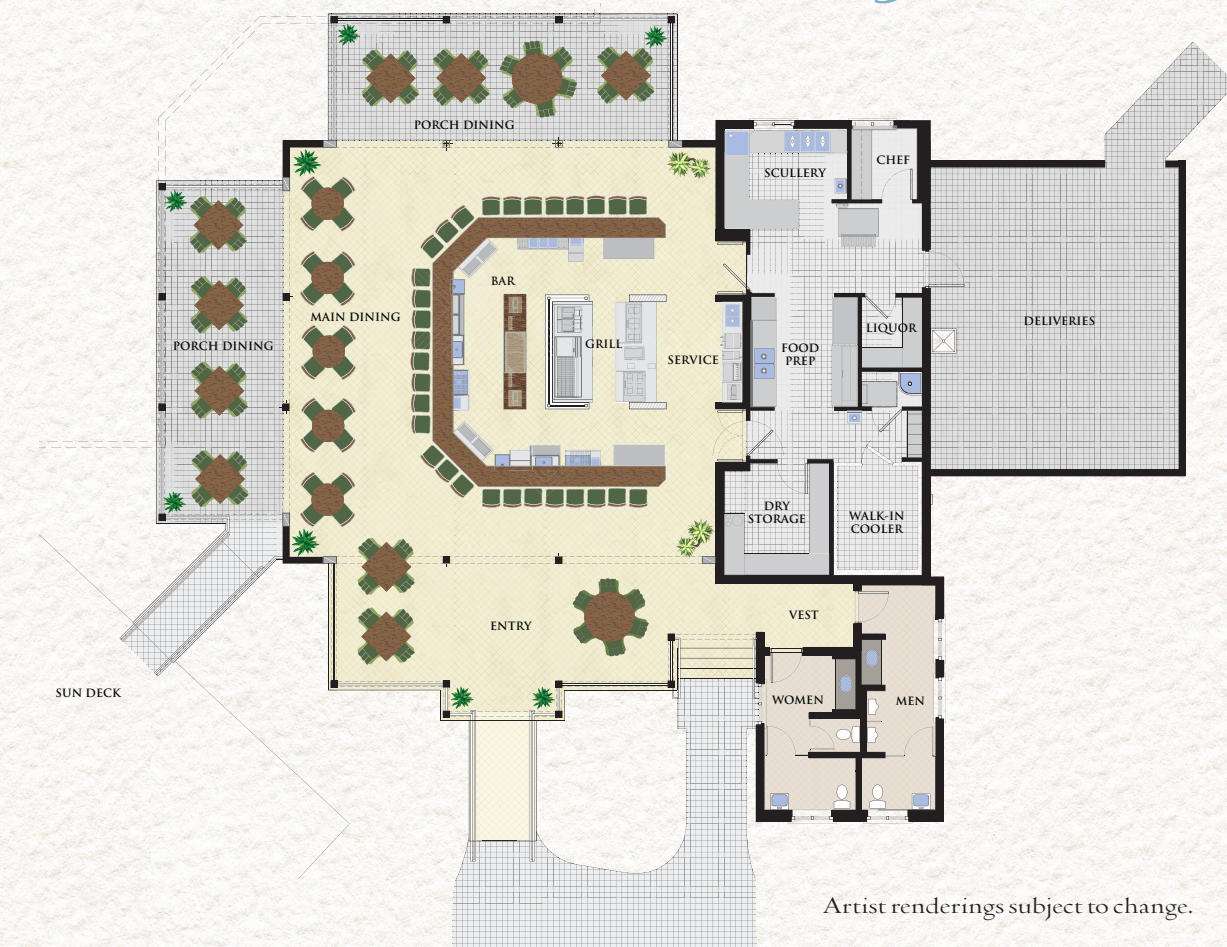 PORCH DINING
SCULLERY
CHEF
BAR
MAIN DINING
PORCH DINING
GRILL
SERVICE
FOOD
PREP
LIQUOR
DELIVERIES
DRY
STORAGE
WALK-IN
COOLER
ENTRY
VEST
SUN DECK
WOMEN
MEN
Artist renderings subject to change.